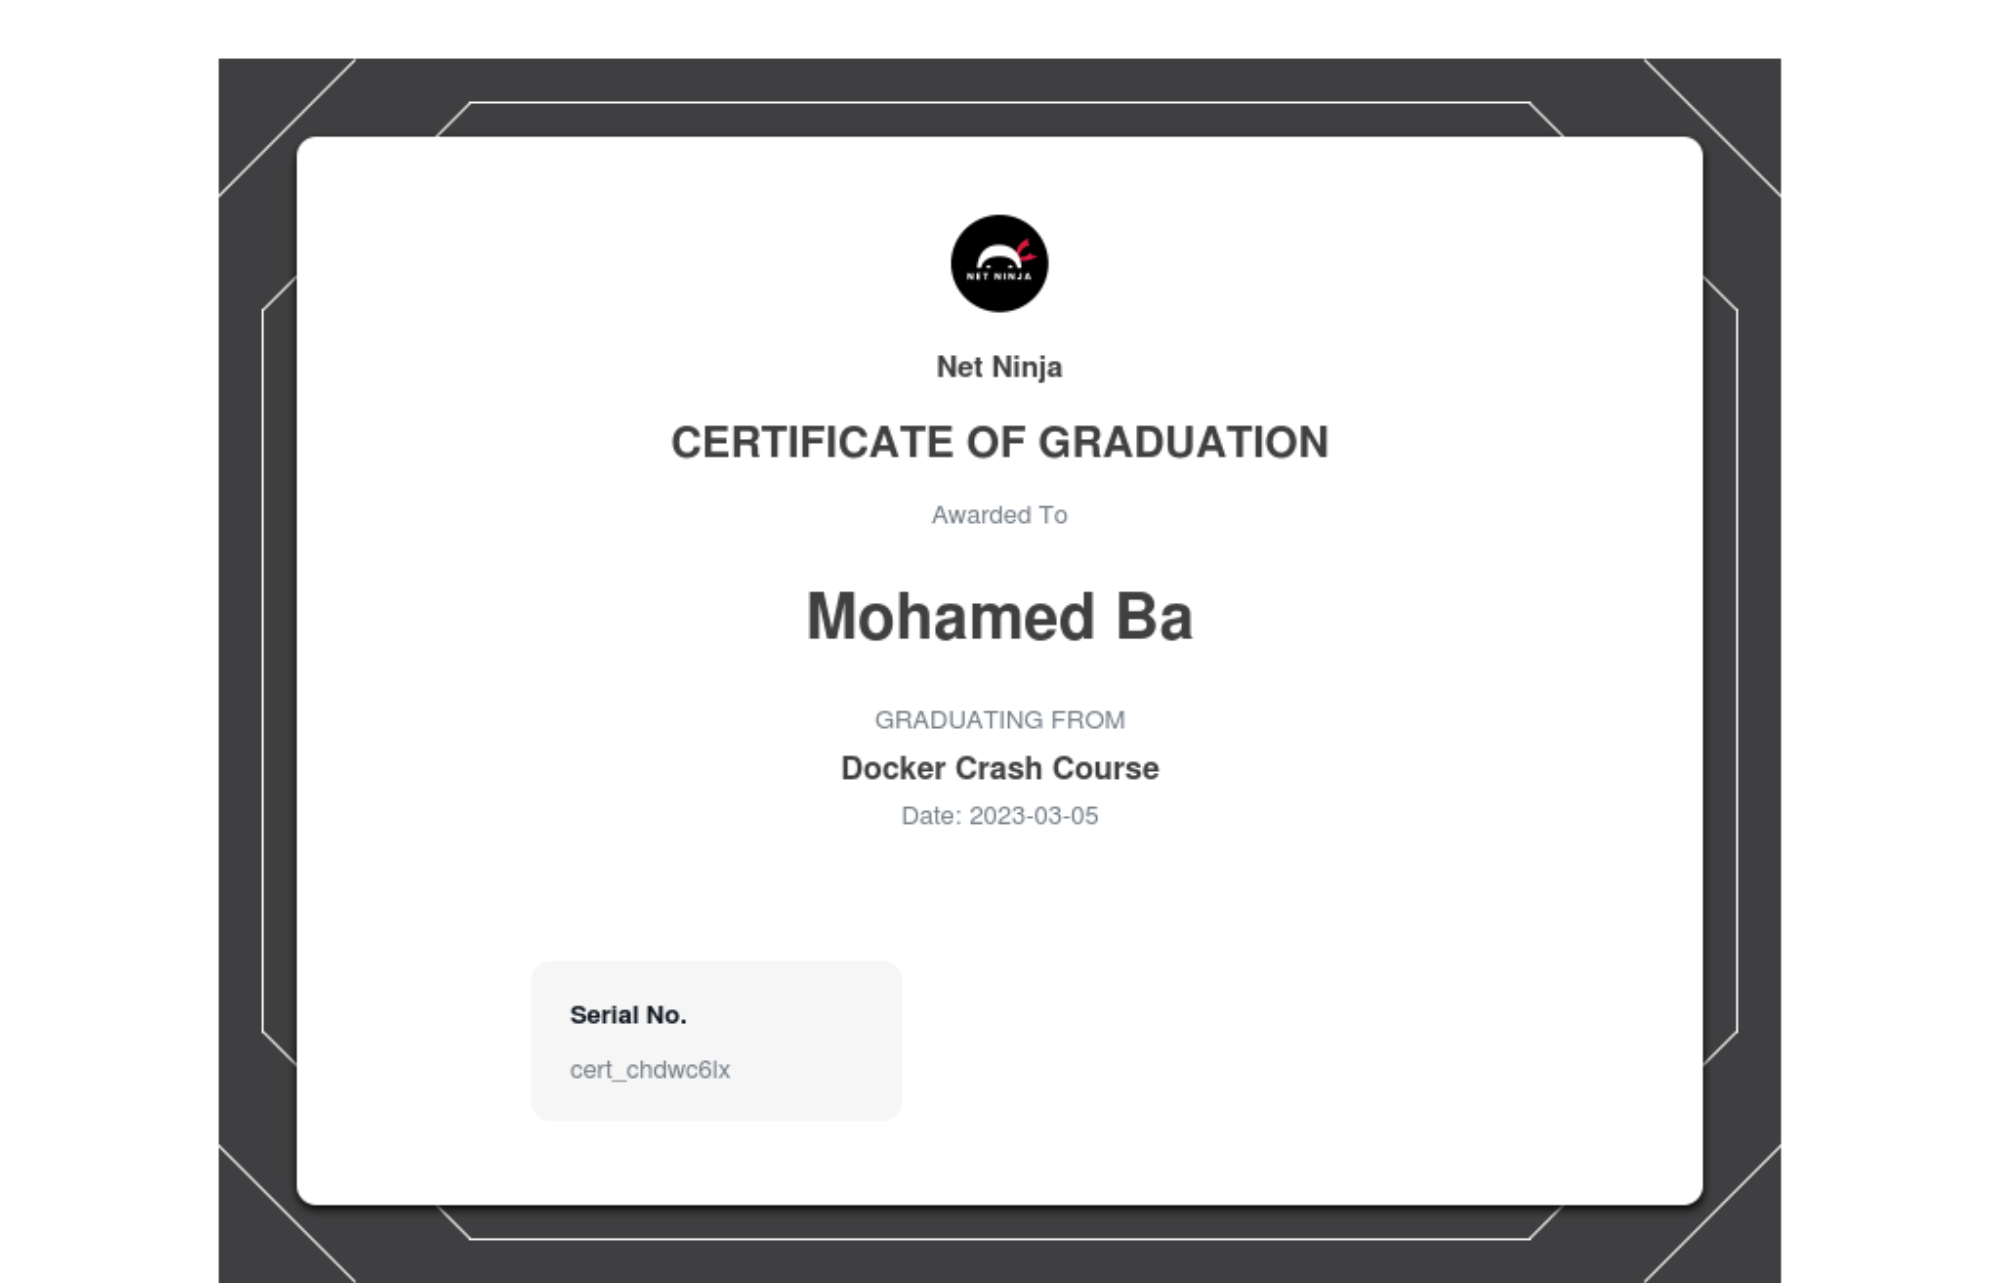 NET NINJA
Net Ninja
CERTIFICATE OF GRADUATION
Awarded To
Mohamed Ba
GRADUATING FROM
Docker Crash Course
Date: 2023-03-05
Serial No.
cert_chdwc6lx